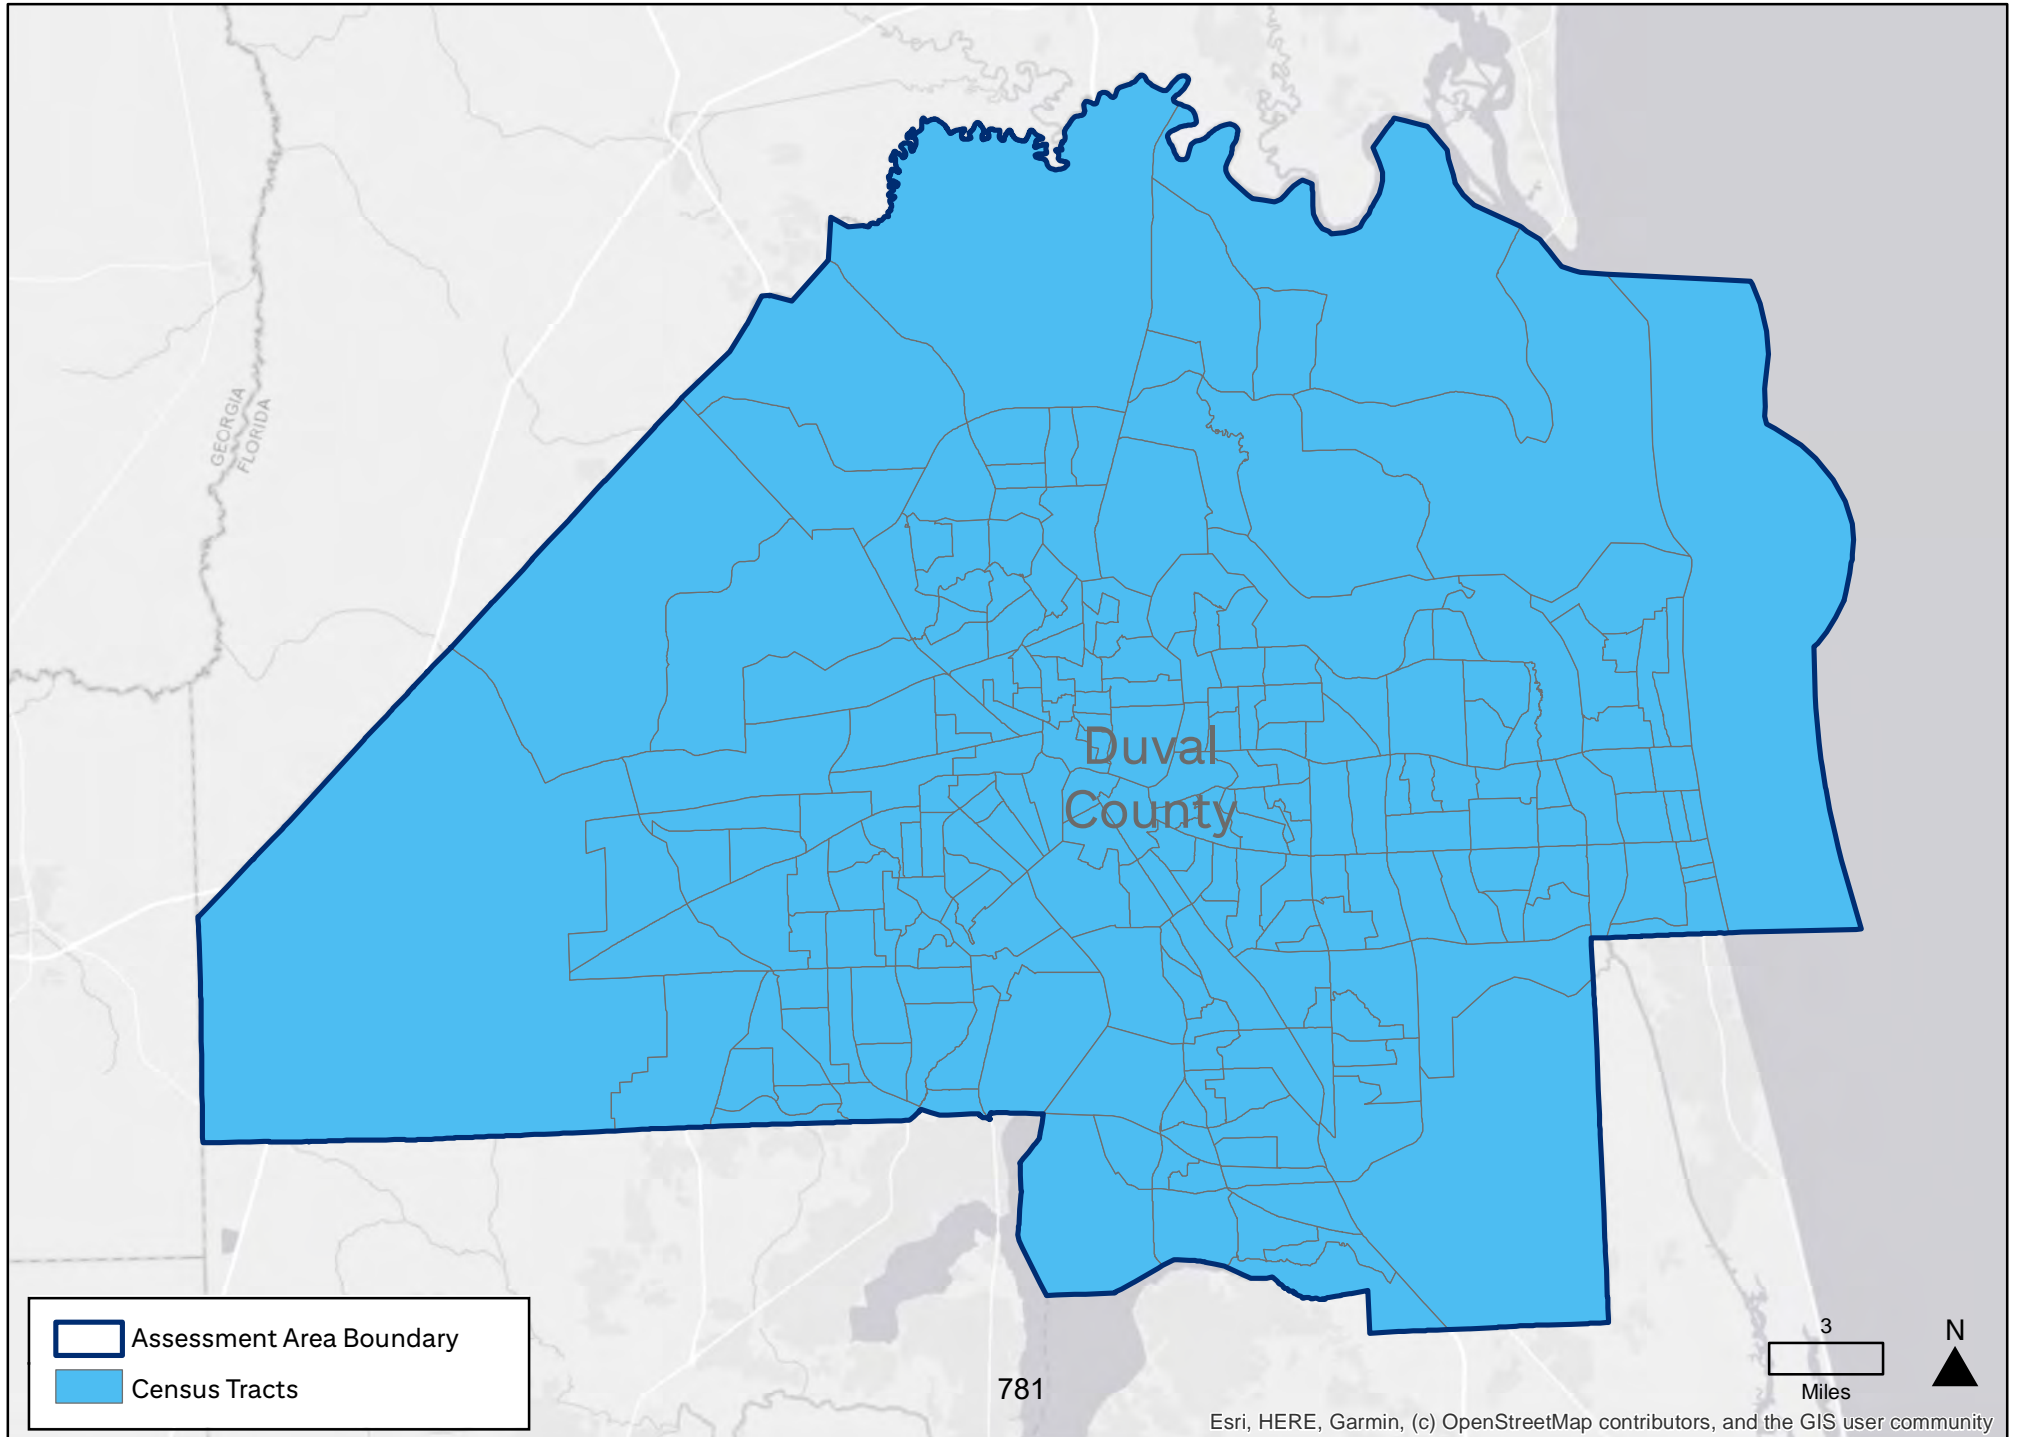 GEORGIA
FLORIDA
Duval
County
Assessment Area Boundary
Census Tracts
781
3
Miles
N
Esri, HERE, Garmin, (c) OpenStreetMap contributors, and the GIS user community